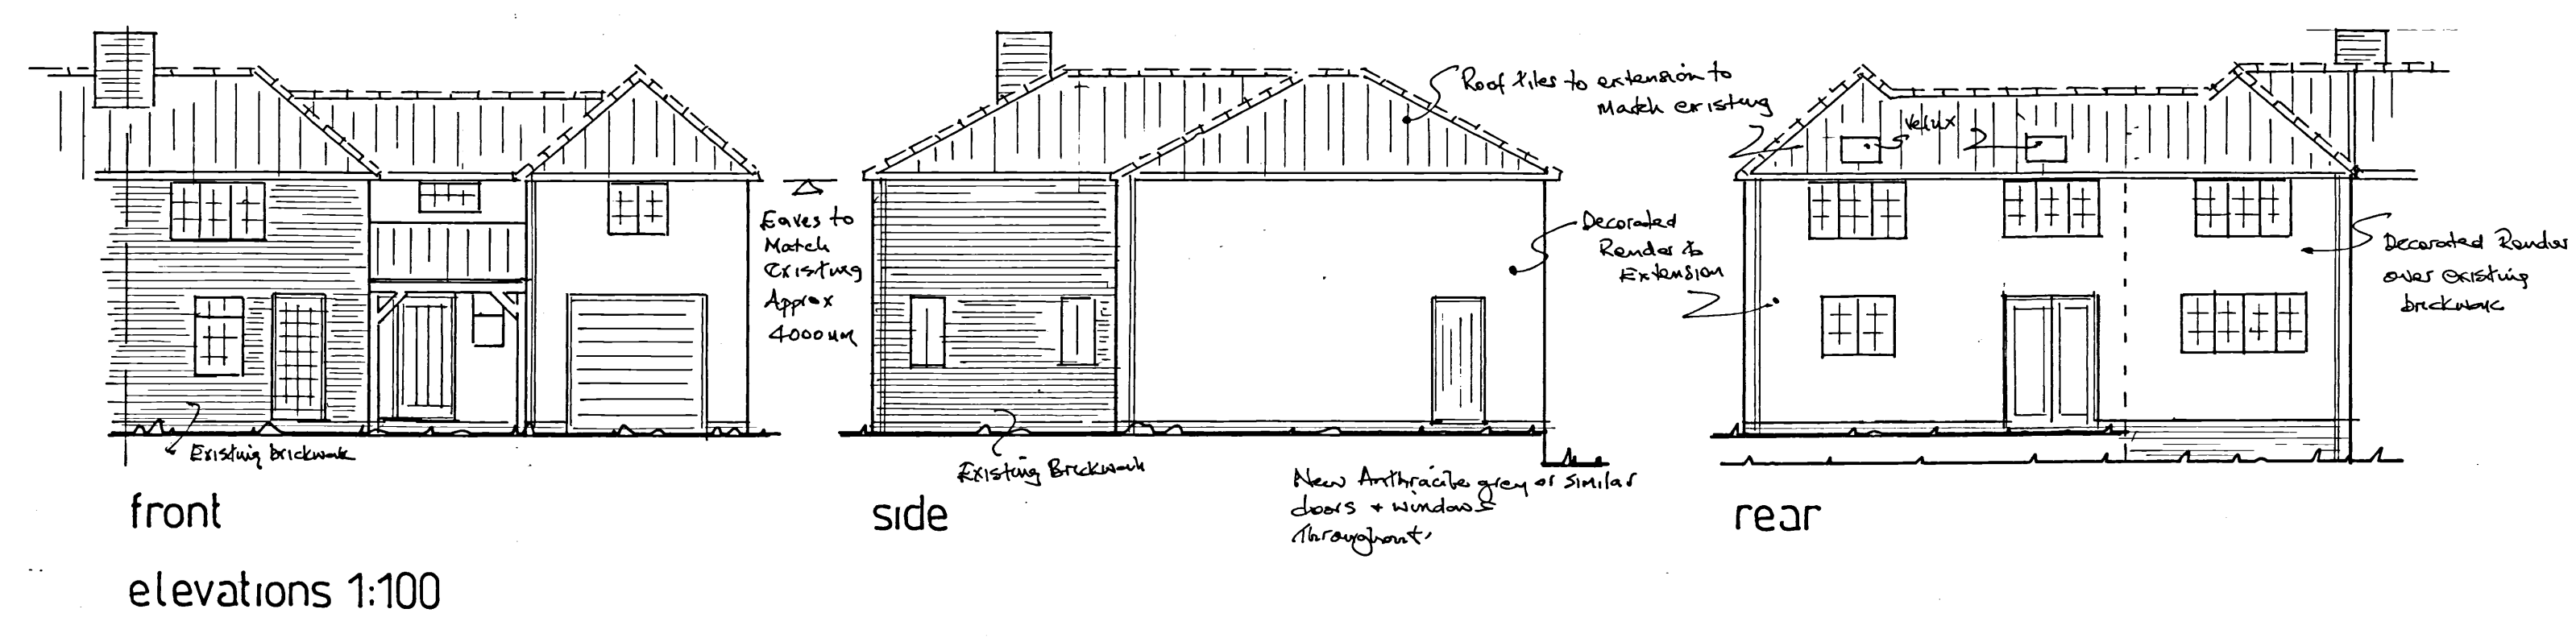 Roof tiles to extension to
Match existing
Velux
Eaves to
Match
Existing
Approx
4000mm
Decorated
Render to
Extension
Decorated Render
over existing
brickwork
Existing brickwork
Existing Brickwork
New Anthracite grey or similar
doors + windows
Throughout.
front
side
rear
elevations 1:100